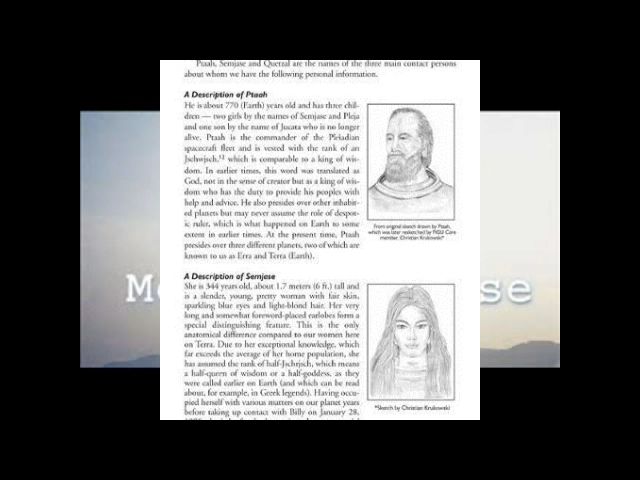 Ptaah, Semjase and Quetzal are the names of the three main contact persons
about whom we have the following personal information.
A Description of Ptaah
He is about 770 (Earth) years old and has three chil-
dren — two girls by the names of Semjase and Pleja
and one son by the name of Jucata who is no longer
alive. Ptaah is the commander of the Pleiadian
spacecraft fleet and is vested with the rank of an
Jschwjsch,¹² which is comparable to a king of wis-
dom. In earlier times, this word was translated as
God, not in the sense of creator but as a king of wis-
dom who has the duty to provide his peoples with
help and advice. He also presides over other inhabit-
ed planets but may never assume the role of despot-
ic ruler, which is what happened on Earth to some
extent in earlier times. At the present time, Ptaah
presides over three different planets, two of which are
known to us as Erra and Terra (Earth).
From original sketch drawn by Ptaah,
which was later resketched by FIGU Core
member, Christian Krukowski*
A Description of Semjase
She is 344 years old, about 1.7 meters (6 ft.) tall and
is a slender, young, pretty woman with fair skin,
sparkling blue eyes and light-blond hair. Her very
long and somewhat foreword-placed earlobes form a
special distinguishing feature. This is the only
anatomical difference compared to our women here
on Terra. Due to her exceptional knowledge, which
far exceeds the average of her home population, she
has assumed the rank of half-Jschrjsch, which means
a half-queen of wisdom or a half-goddess, as they
were called earlier on Earth (and which can be read
about, for example, in Greek legends). Having occu-
pied herself with various matters on our planet years
before taking up contact with Billy on January 28,
*Sketch by Christian Krukowski
M
se